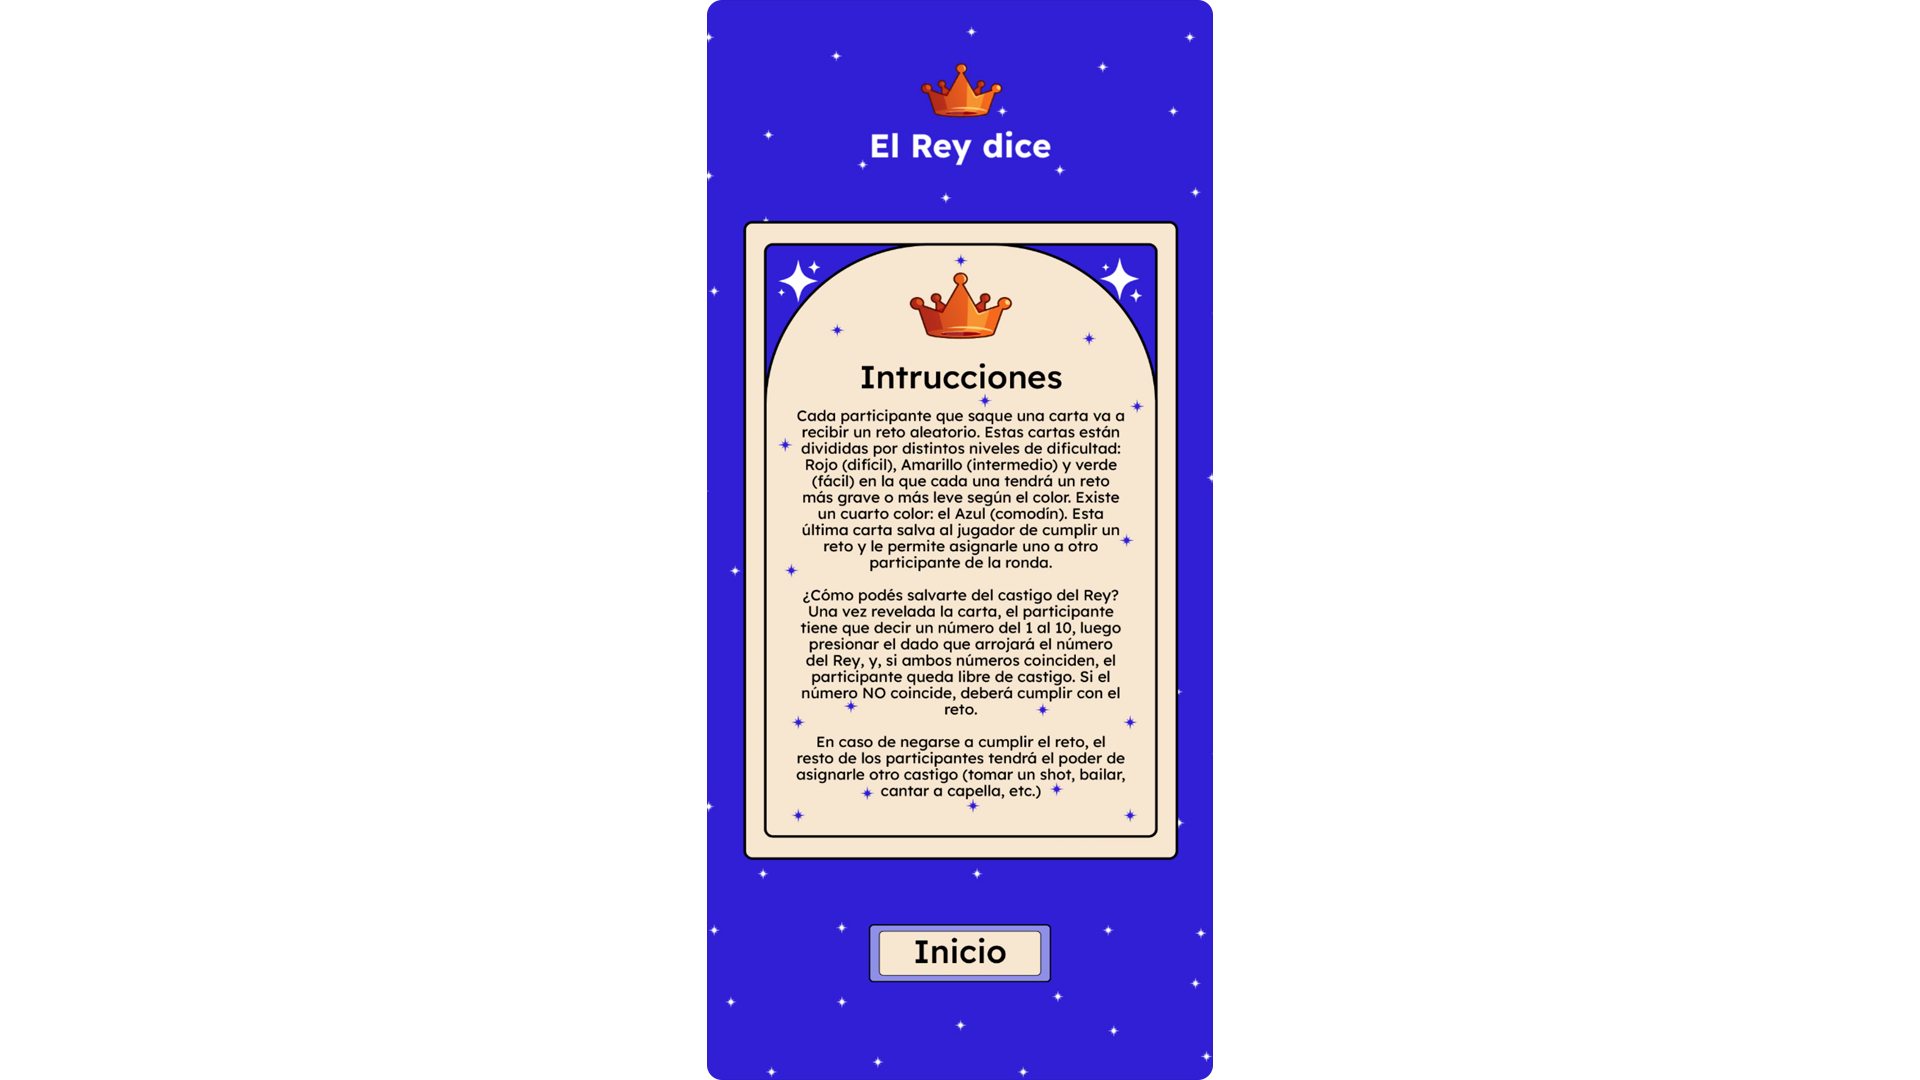 El Rey dice
Intrucciones
Cada participante que saque una carta va a
recibir un reto aleatorio. Estas cartas están
divididas por distintos niveles de dificultad:
Rojo (difícil), Amarillo (intermedio) y verde
(fácil) en la que cada una tendrá un reto
más grave o más leve según el color. Existe
un cuarto color: el Azul (comodín). Esta
última carta salva al jugador de cumplir un
reto y le permite asignarle uno a otro
participante de la ronda.
¿Cómo podés salvarte del castigo del Rey?
Una vez revelada la carta, el participante
tiene que decir un número del 1 al 10, luego
presionar el dado que arrojará el número
del Rey, y, si ambos números coinciden, el
participante queda libre de castigo. Si el
número NO coincide, deberá cumplir con el
reto.
En caso de negarse a cumplir el reto, el
resto de los participantes tendrá el poder de
asignarle otro castigo (tomar un shot, bailar,
cantar a capella, etc.)
Inicio